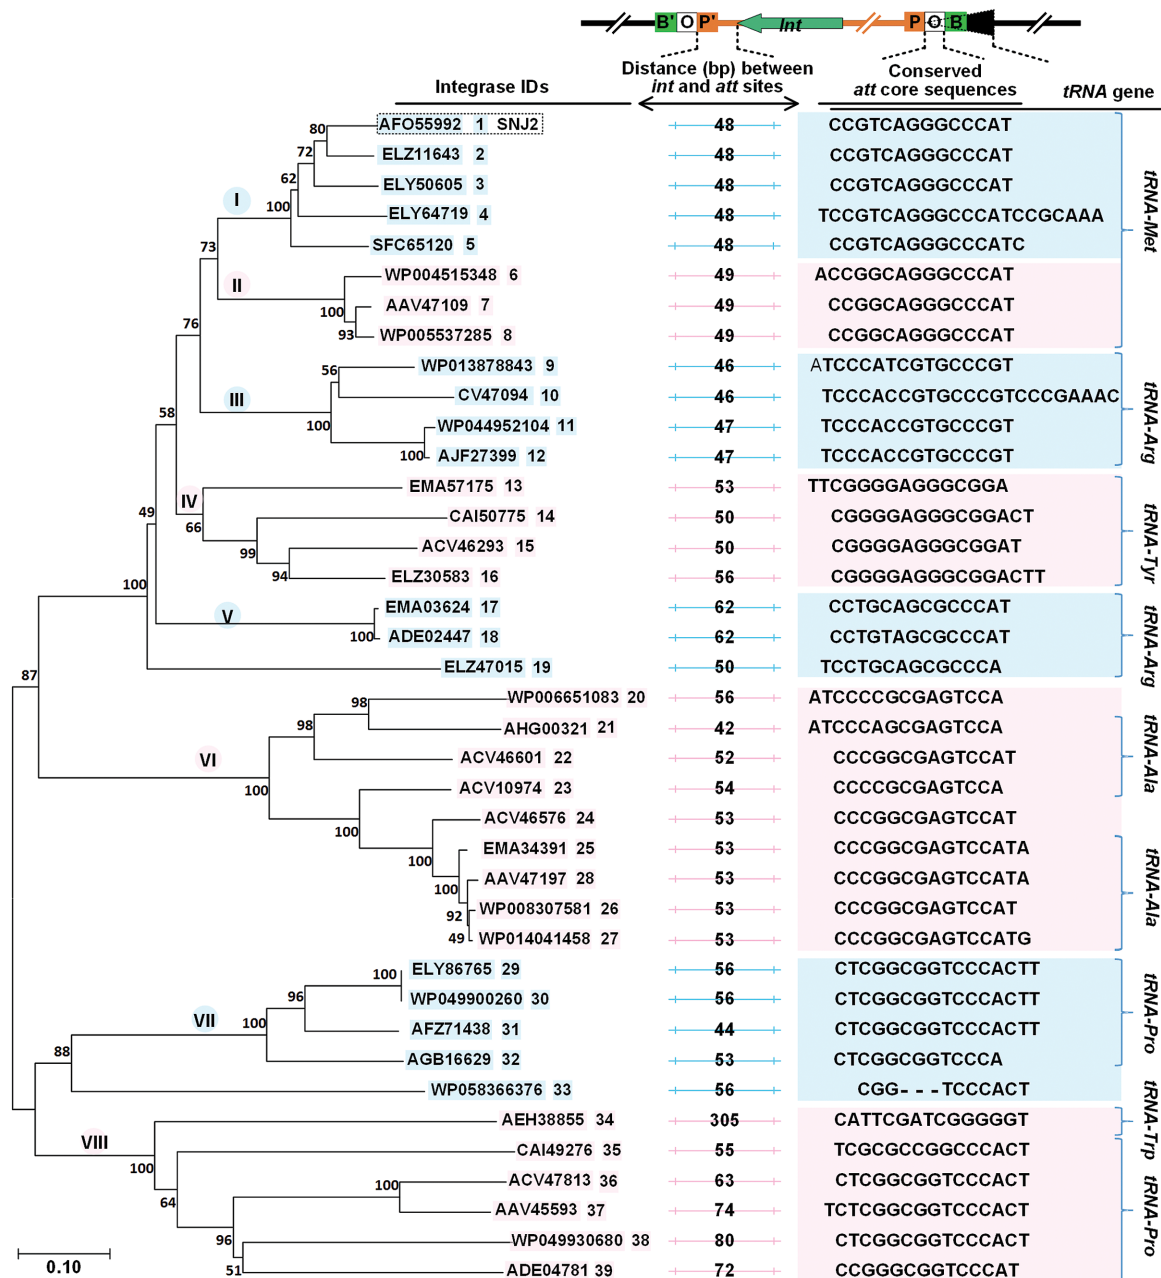 B' O P' Int P O B
Distance (bp) between
int and att sites
Conserved
att core sequences
Integrase IDs
tRNA gene
80 AFO55992 1 SNJ2 48 CCGTCAGGGCCCAT
72 ELZ11643 2 48 CCGTCAGGGCCCAT
62 ELY50605 3 48 CCGTCAGGGCCCAT
I 100 ELY64719 4 48 TCCGTCAGGGCCCATCCGCAAA
tRNA-Met
73 SFC65120 5 48 CCGTCAGGGCCCATC
II WP004515348 6 49 ACCGGCAGGGCCCAT
100 AAV47109 7 49 CCGGCAGGGCCCAT
76 93 WP005537285 8 49 CCGGCAGGGCCCAT
56 WP013878843 9 46 ATCCCATCGTGCCCGT
III CV47094 10 46 TCCCACCGTGCCCGTCCCGAAAC
tRNA-Arg
58 100 WP044952104 11 47 TCCCACCGTGCCCGT
100 AJF27399 12 47 TCCCACCGTGCCCGT
IV EMA57175 13 53 TTCGGGGAGGGCGGA
49 66 CAI50775 14 50 CGGGGAGGGCGGACT
tRNA-Tyr
99 ACV46293 15 50 CGGGGAGGGCGGAT
100 94 ELZ30583 16 56 CGGGGAGGGCGGACTT
V EMA03624 17 62 CCTGCAGCGCCCAT
100 ADE02447 18 62 CCTGTAGCGCCCAT
tRNA-Arg
87 ELZ47015 19 50 TCCTGCAGCGCCCA
98 WP006651083 20 56 ATCCCCGCGAGTCCA
98 AHG00321 21 42 ATCCCAGCGAGTCCA
VI ACV46601 22 52 CCCGGCGAGTCCAT
tRNA-Ala
100 ACV10974 23 54 CCCCGCGAGTCCA
100 ACV46576 24 53 CCCGGCGAGTCCAT
100 EMA34391 25 53 CCCGGCGAGTCCATA
100 AAV47197 28 53 CCCGGCGAGTCCATA
tRNA-Ala
92 WP008307581 26 53 CCCGGCGAGTCCAT
49 WP014041458 27 53 CCCGGCGAGTCCATG
100 ELY86765 29 56 CTCGGCGGTCCCACTT
96 WP049900260 30 56 CTCGGCGGTCCCACTT
VII 100 AFZ71438 31 44 CTCGGCGGTCCCACTT
tRNA-Pro
88 AGB16629 32 53 CTCGGCGGTCCCA
WP058366376 33 56 CGG---TCCCACT
AEH38855 34 305 CATTCGATCGGGGGT
tRNA-Trp
VIII 100 CAI49276 35 55 TCGCGCCGGCCCACT
64 100 ACV47813 36 63 CTCGGCGGTCCCACT
AAV45593 37 74 TCTCGGCGGTCCCACT
tRNA-Pro
96 WP049930680 38 80 CTCGGCGGTCCCACT
51 ADE04781 39 72 CCGGGCGGTCCCAT
0.10